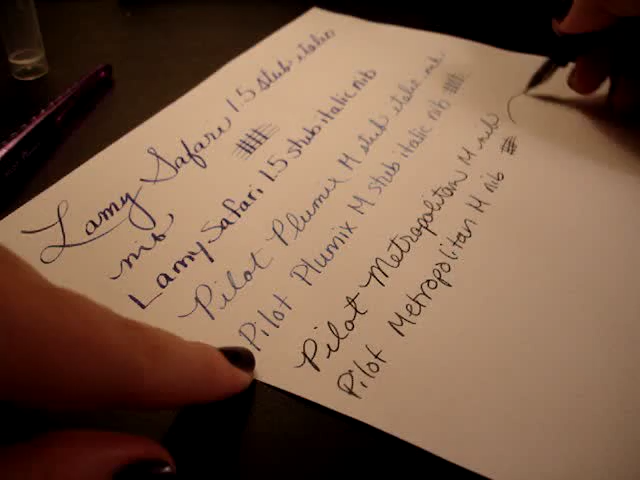 Lamy Safari 1.5 stub italic
nib
Lamy Safari 1.5 stub italic nib
Pilot Plumix M stub italic nib
Pilot Plumix M stub italic nib
Pilot Metropolitan M nib
Pilot Metropolitan M nib